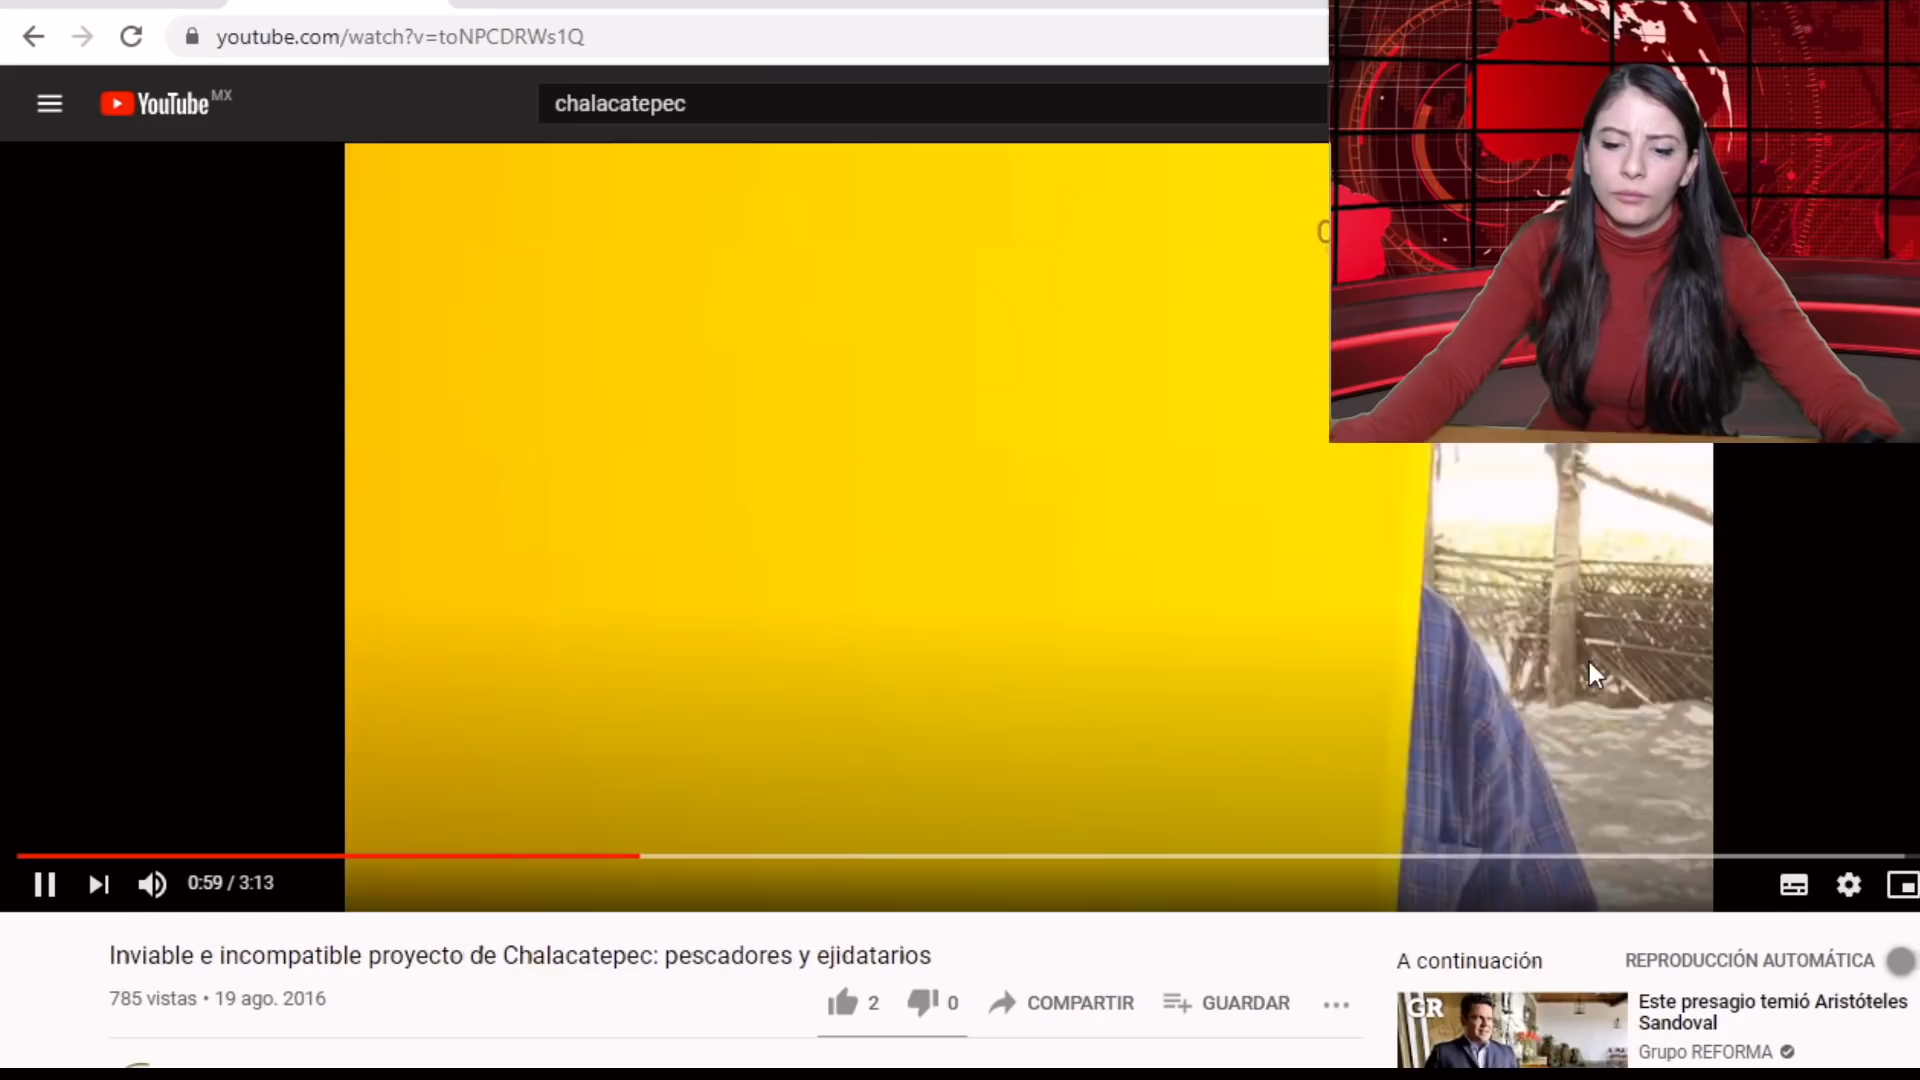 youtube.com/watch?v=toNPCDRWs1Q
YouTube MX
chalacatepec
0:59 / 3:13
Inviable e incompatible proyecto de Chalacatepec: pescadores y ejidatarios
785 vistas • 19 ago. 2016
2
0
COMPARTIR
GUARDAR
A continuación
REPRODUCCIÓN AUTOMÁTICA
GR
Este presagio temió Aristóteles
Sandoval
Grupo REFORMA